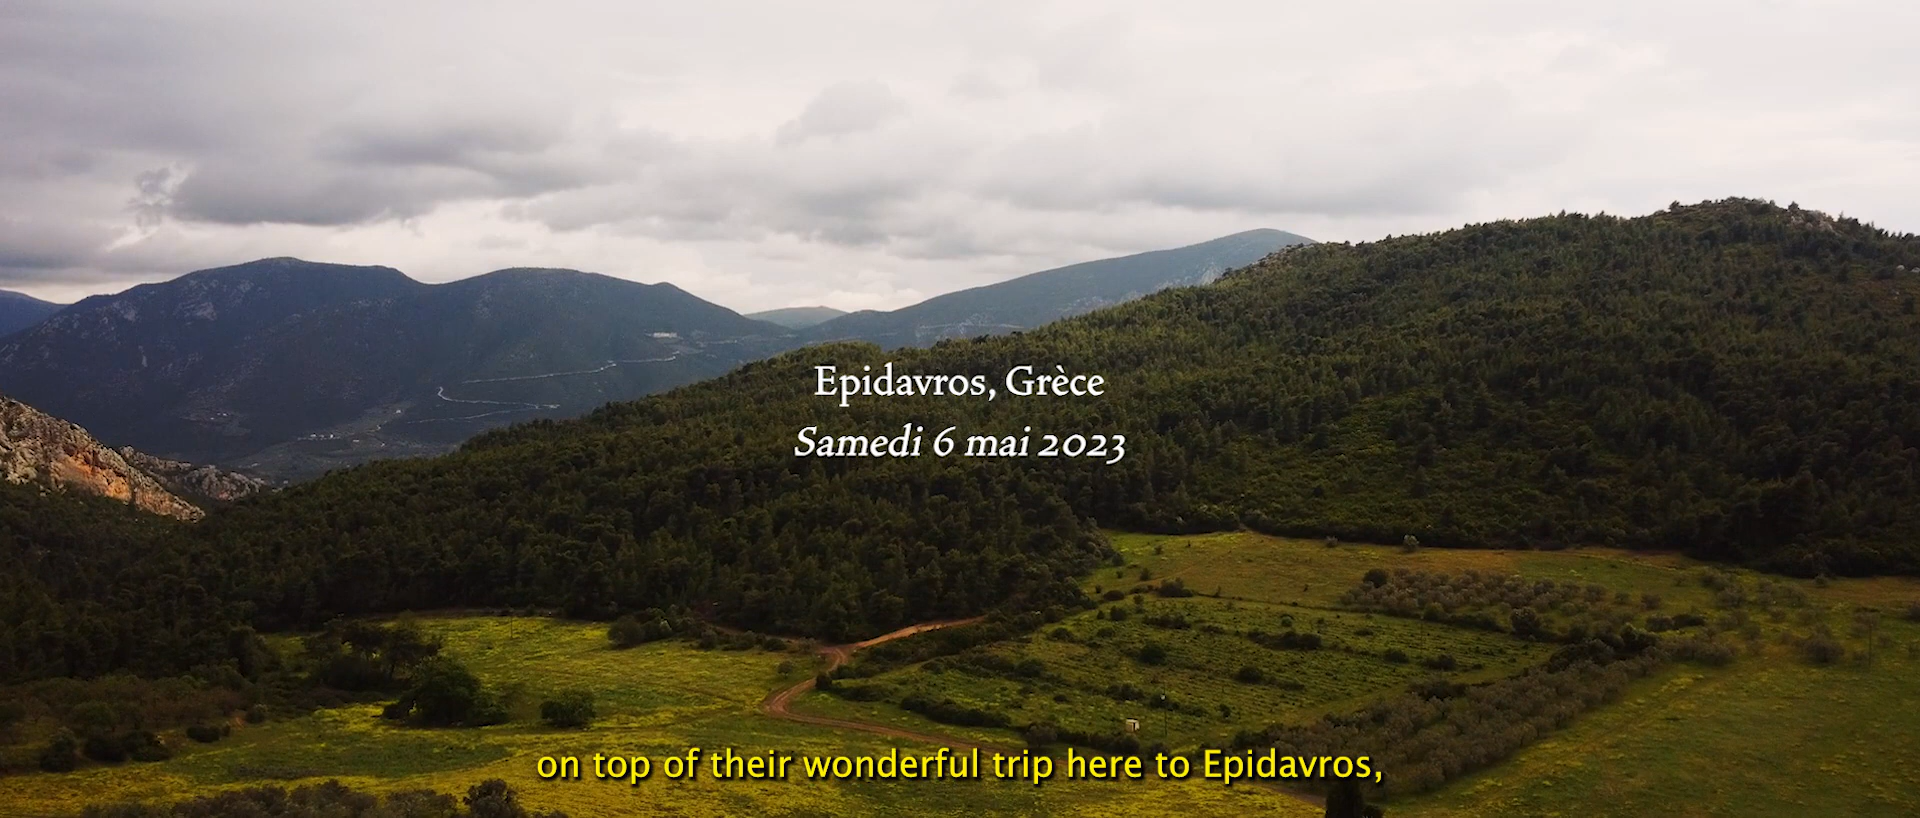 Epidavros, Grèce
Samedi 6 mai 2023
on top of their wonderful trip here to Epidavros,